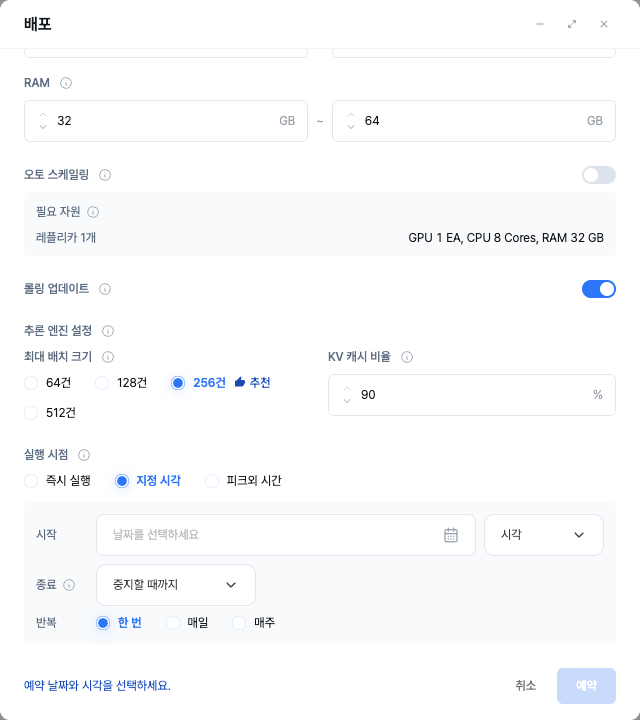 배포
RAM
32 GB ~ 64 GB
오토 스케일링
필요 자원
레플리카 1개 GPU 1 EA, CPU 8 Cores, RAM 32 GB
롤링 업데이트
추론 엔진 설정
최대 배치 크기 KV 캐시 비율
64건 128건 256건 추천
90 %
512건
실행 시점
즉시 실행 지정 시각 피크외 시간
시작 날짜를 선택하세요 시각
종료 중지할 때까지
반복 한 번 매일 매주
예약 날짜와 시각을 선택하세요. 취소 예약